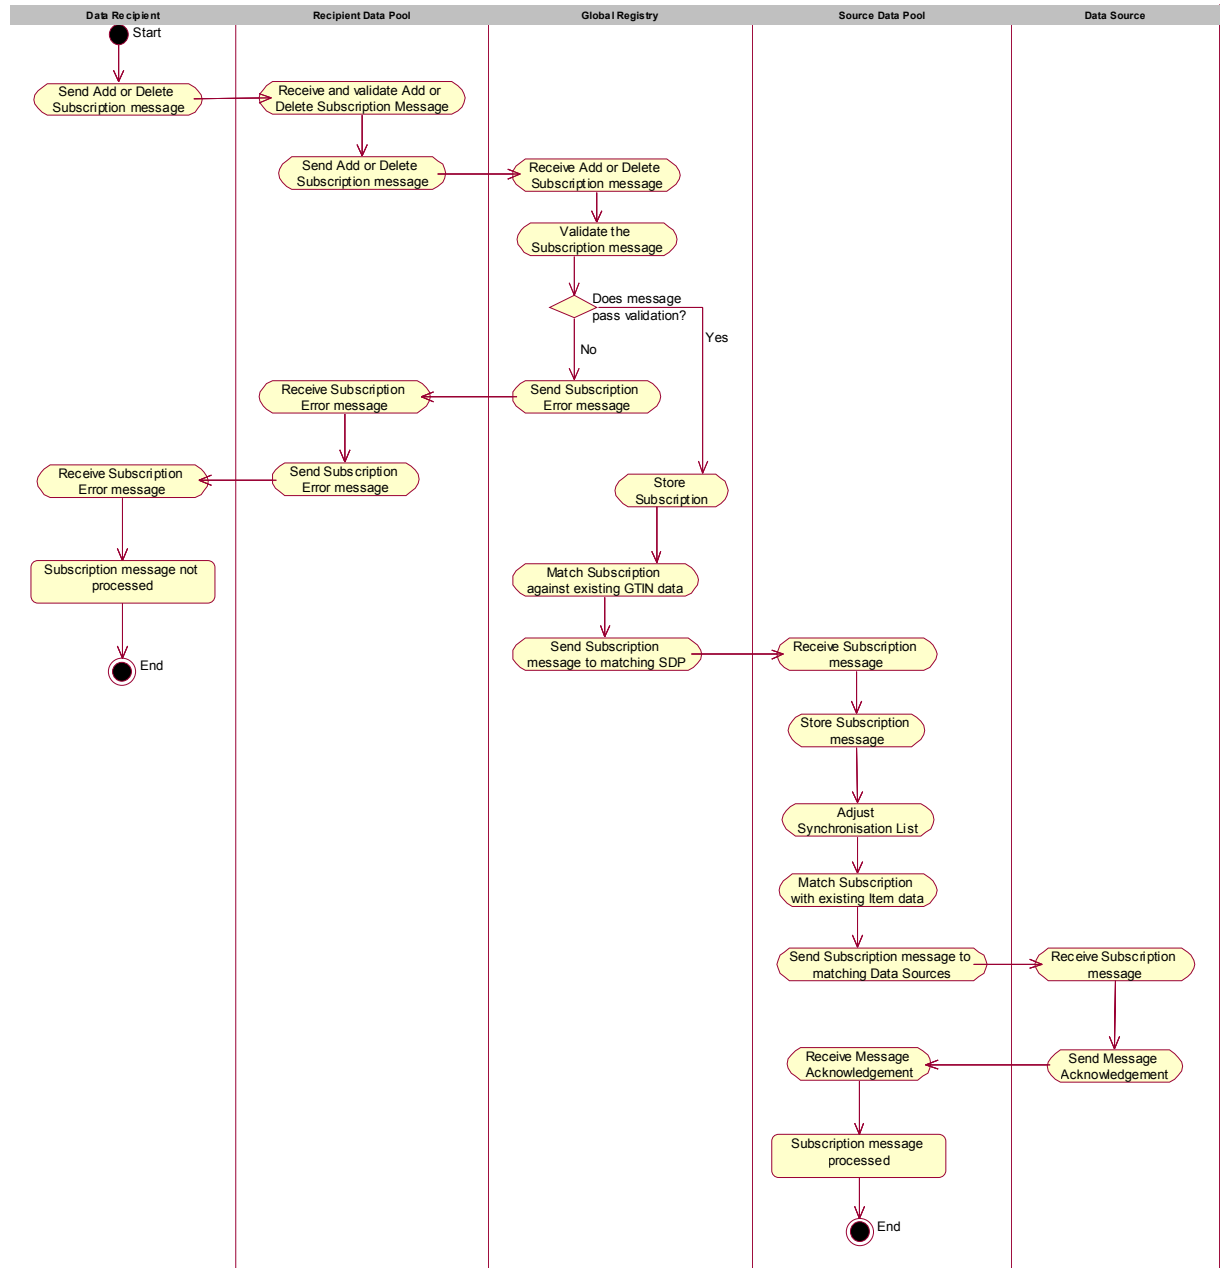 Data Recipient
Recipient Data Pool
Global Registry
Source Data Pool
Data Source
Start
Send Add or Delete
Subscription message
Receive and validate Add or
Delete Subscription Message
Send Add or Delete
Subscription message
Receive Add or Delete
Subscription message
Validate the
Subscription message
Does message
pass validation?
Yes
No
Send Subscription
Error message
Receive Subscription
Error message
Send Subscription
Error message
Receive Subscription
Error message
Store
Subscription
Subscription message not
processed
Match Subscription
against existing GTIN data
End
Send Subscription
message to matching SDP
Receive Subscription
message
Store Subscription
message
Adjust
Synchronisation List
Match Subscription
with existing Item data
Send Subscription message to
matching Data Sources
Receive Subscription
message
Send Message
Acknowledgement
Receive Message
Acknowledgement
Subscription message
processed
End